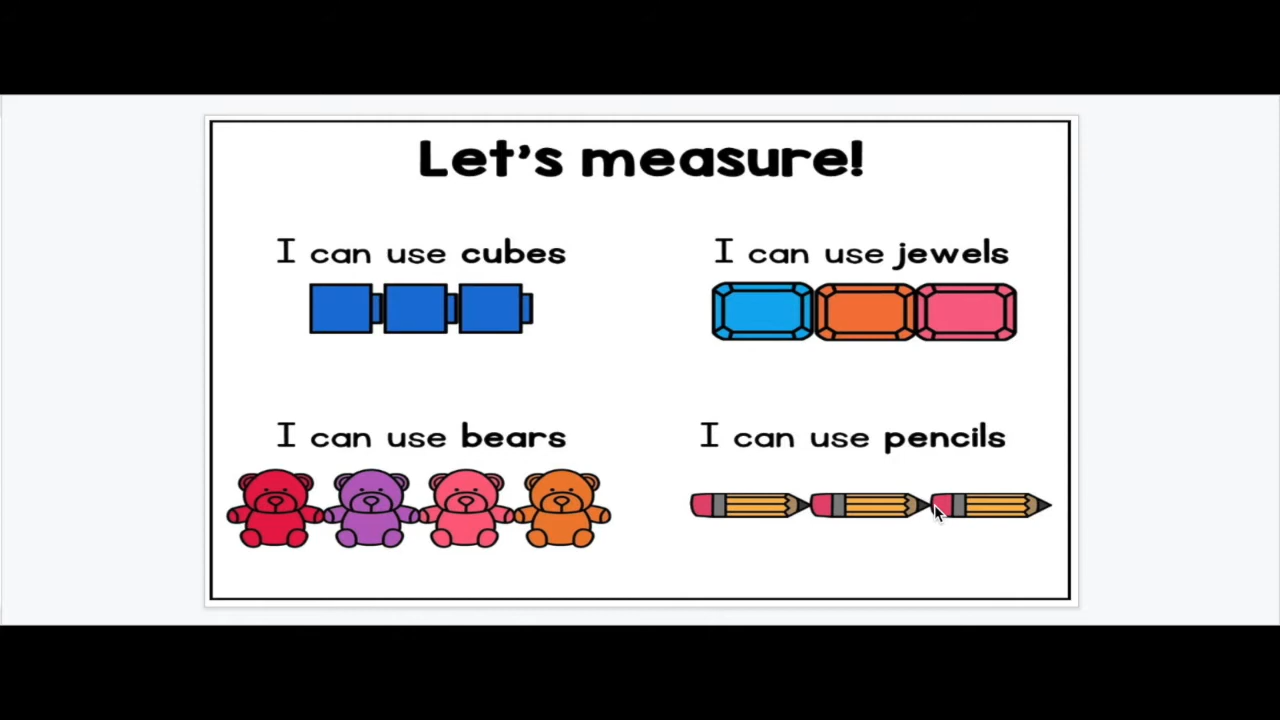 Let's measure!
I can use cubes
I can use jewels
I can use bears
I can use pencils